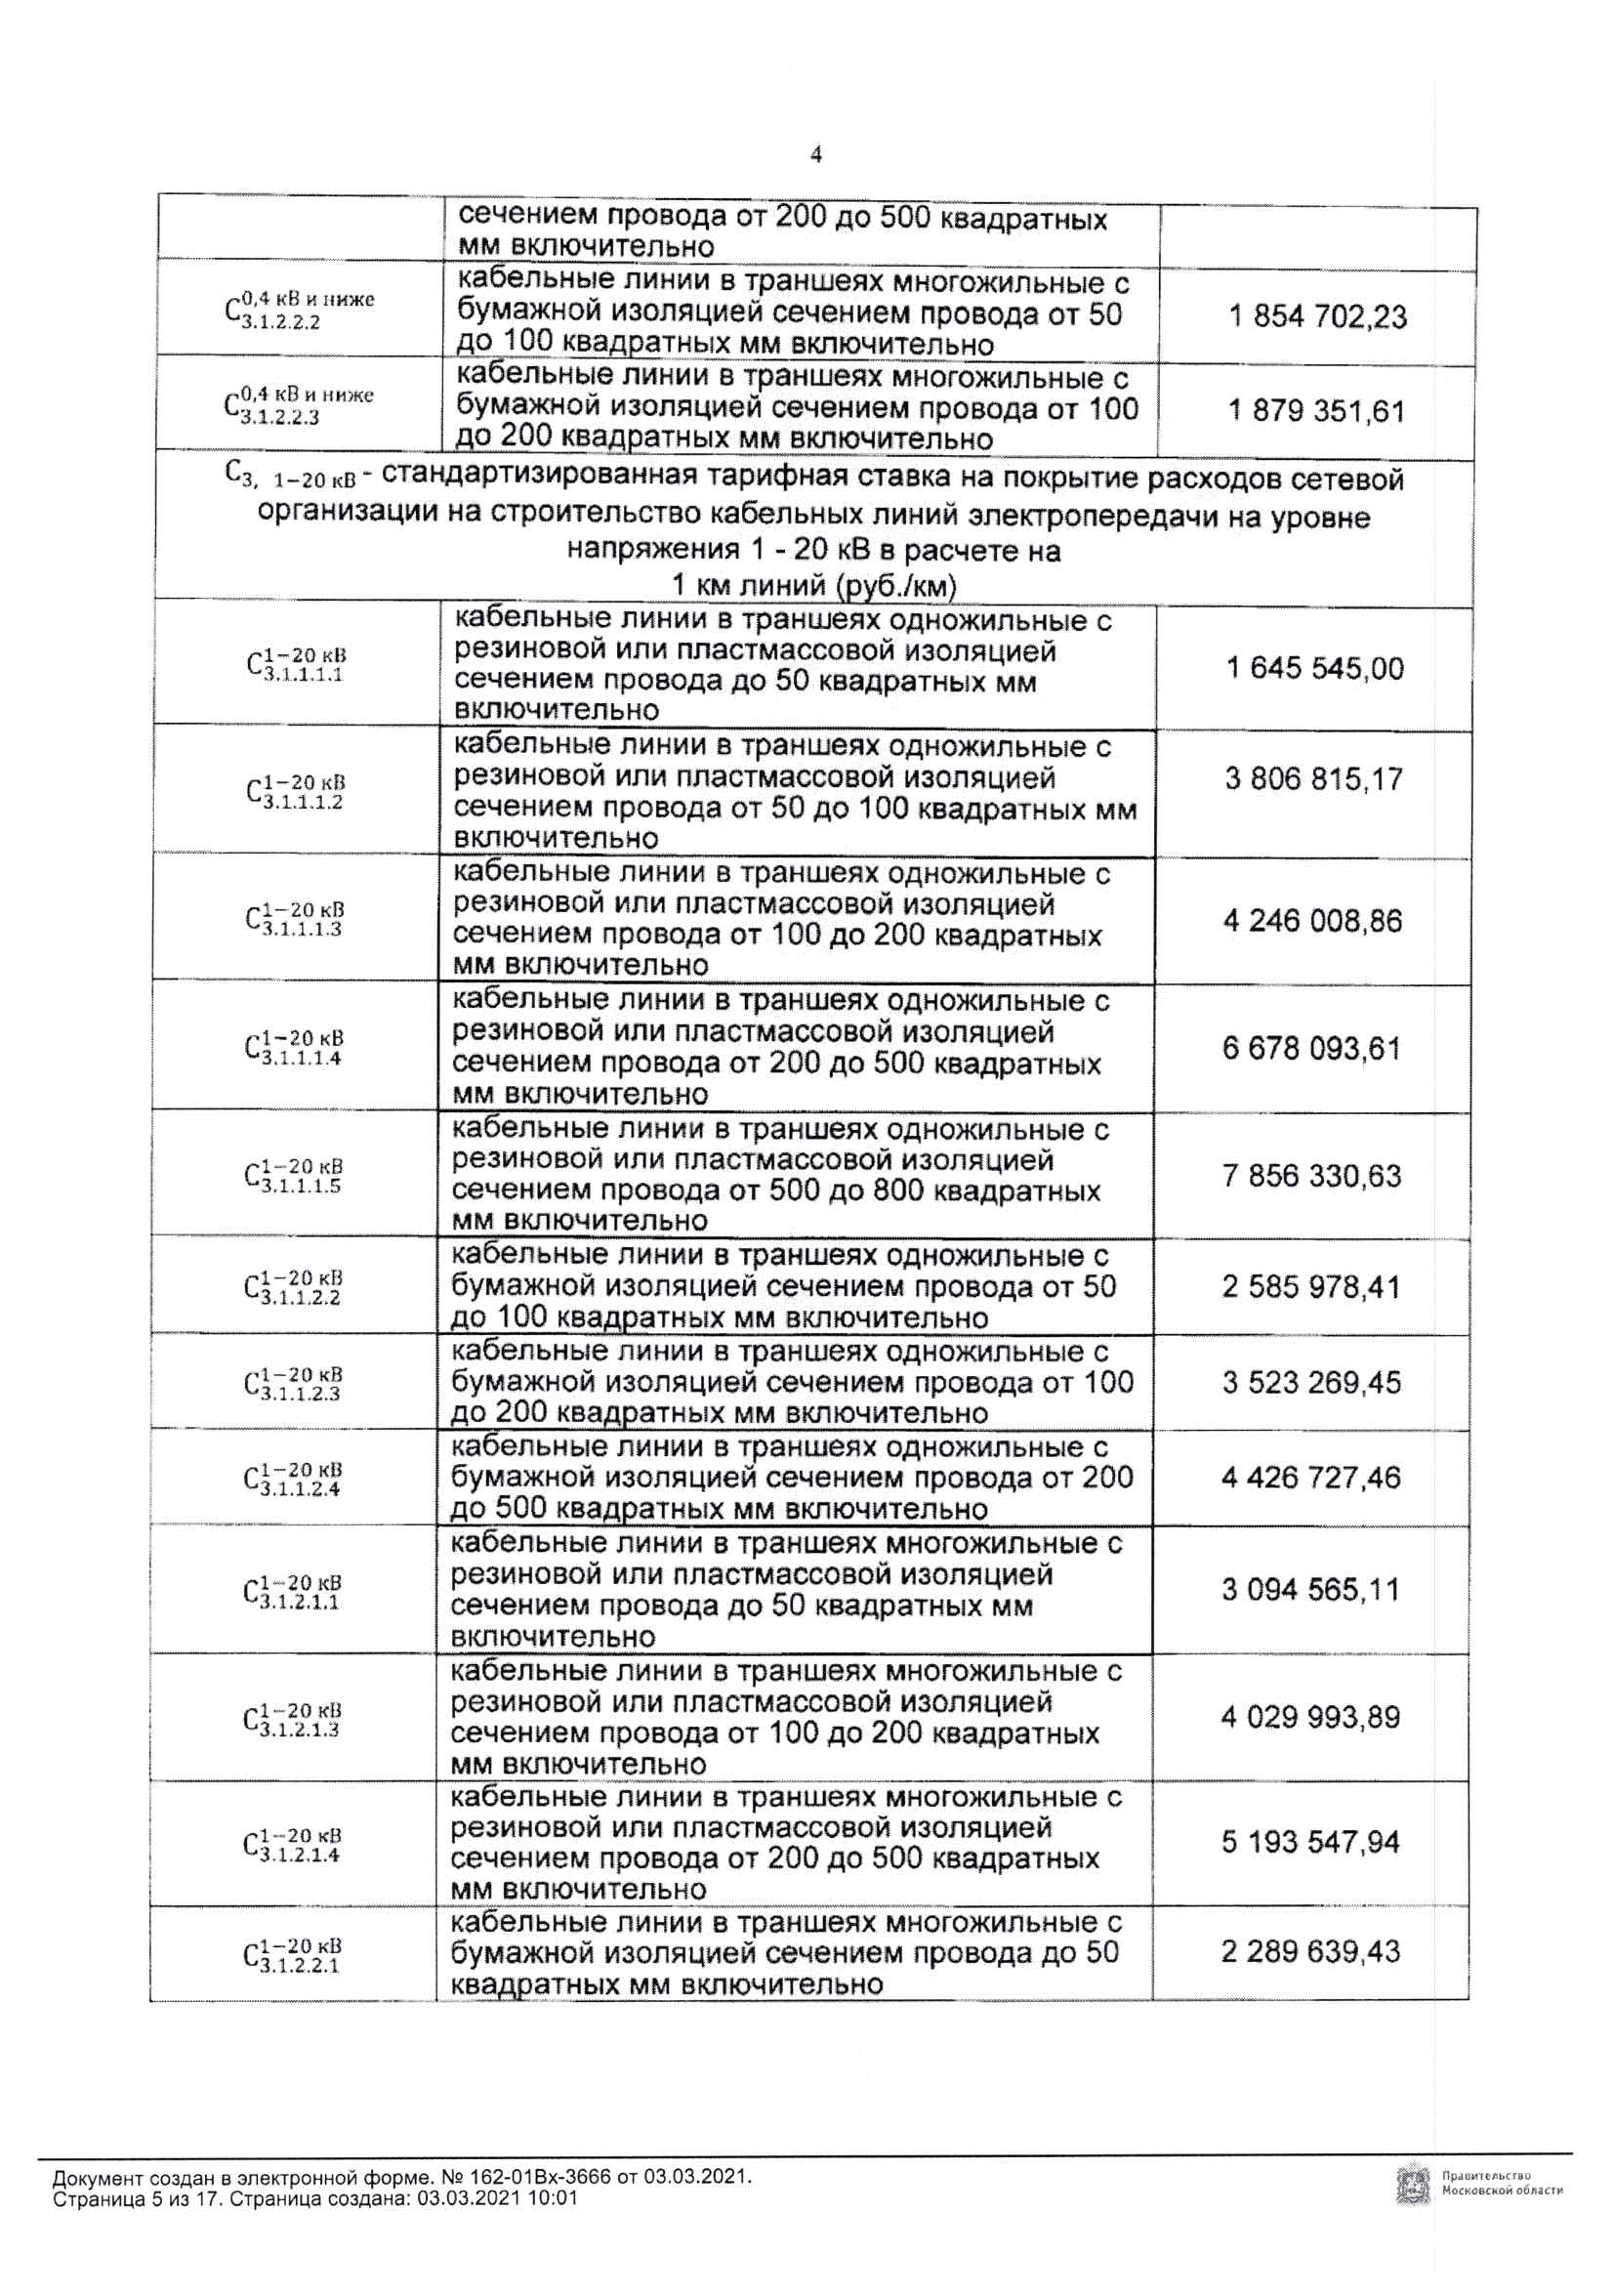 4
сечением провода от 200 до 500 квадратных
мм включительно
С 0,4 кВ и ниже 3.1.2.2.2
кабельные линии в траншеях многожильные с
бумажной изоляцией сечением провода от 50
до 100 квадратных мм включительно
1 854 702,23
С 0,4 кВ и ниже 3.1.2.2.3
кабельные линии в траншеях многожильные с
бумажной изоляцией сечением провода от 100
до 200 квадратных мм включительно
1 879 351,61
С3, 1–20 кВ - стандартизированная тарифная ставка на покрытие расходов сетевой
организации на строительство кабельных линий электропередачи на уровне
напряжения 1 - 20 кВ в расчете на
1 км линий (руб./км)
С 1–20 кВ 3.1.1.1.1
кабельные линии в траншеях одножильные с
резиновой или пластмассовой изоляцией
сечением провода до 50 квадратных мм
включительно
1 645 545,00
С 1–20 кВ 3.1.1.1.2
кабельные линии в траншеях одножильные с
резиновой или пластмассовой изоляцией
сечением провода от 50 до 100 квадратных мм
включительно
3 806 815,17
С 1–20 кВ 3.1.1.1.3
кабельные линии в траншеях одножильные с
резиновой или пластмассовой изоляцией
сечением провода от 100 до 200 квадратных
мм включительно
4 246 008,86
С 1–20 кВ 3.1.1.1.4
кабельные линии в траншеях одножильные с
резиновой или пластмассовой изоляцией
сечением провода от 200 до 500 квадратных
мм включительно
6 678 093,61
С 1–20 кВ 3.1.1.1.5
кабельные линии в траншеях одножильные с
резиновой или пластмассовой изоляцией
сечением провода от 500 до 800 квадратных
мм включительно
7 856 330,63
С 1–20 кВ 3.1.1.2.2
кабельные линии в траншеях одножильные с
бумажной изоляцией сечением провода от 50
до 100 квадратных мм включительно
2 585 978,41
С 1–20 кВ 3.1.1.2.3
кабельные линии в траншеях одножильные с
бумажной изоляцией сечением провода от 100
до 200 квадратных мм включительно
3 523 269,45
С 1–20 кВ 3.1.1.2.4
кабельные линии в траншеях одножильные с
бумажной изоляцией сечением провода от 200
до 500 квадратных мм включительно
4 426 727,46
С 1–20 кВ 3.1.2.1.1
кабельные линии в траншеях многожильные с
резиновой или пластмассовой изоляцией
сечением провода до 50 квадратных мм
включительно
3 094 565,11
С 1–20 кВ 3.1.2.1.3
кабельные линии в траншеях многожильные с
резиновой или пластмассовой изоляцией
сечением провода от 100 до 200 квадратных
мм включительно
4 029 993,89
С 1–20 кВ 3.1.2.1.4
кабельные линии в траншеях многожильные с
резиновой или пластмассовой изоляцией
сечением провода от 200 до 500 квадратных
мм включительно
5 193 547,94
С 1–20 кВ 3.1.2.2.1
кабельные линии в траншеях многожильные с
бумажной изоляцией сечением провода до 50
квадратных мм включительно
2 289 639,43
Документ создан в электронной форме. № 162-01Вх-3666 от 03.03.2021.
Страница 5 из 17. Страница создана: 03.03.2021 10:01
Правительство
Московской области